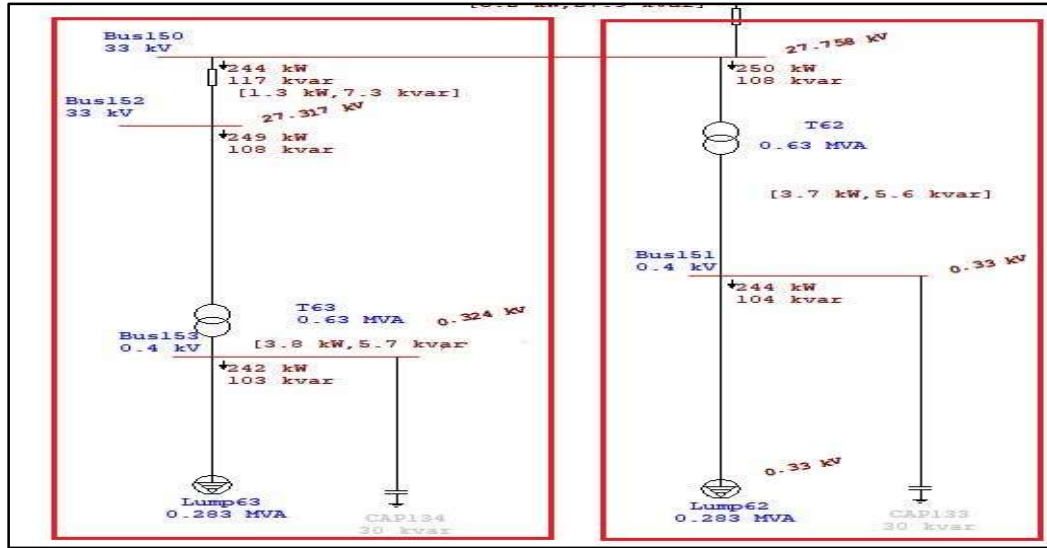 Bus150
33 kV
244 kW
117 kvar
[1.3 kW,7.3 kvar]
Bus152
33 kV
27.317 kV
249 kW
108 kvar
T63
0.63 MVA
0.324 kV
Bus153
0.4 kV
[3.8 kW,5.7 kvar
242 kW
103 kvar
Lump63
0.283 MVA
CAP134
30 kvar
27.758 kV
250 kW
108 kvar
T62
0.63 MVA
[3.7 kW,5.6 kvar]
Bus151
0.4 kV
0.33 kV
244 kW
104 kvar
0.33 kV
Lump62
0.283 MVA
CAP133
30 kvar